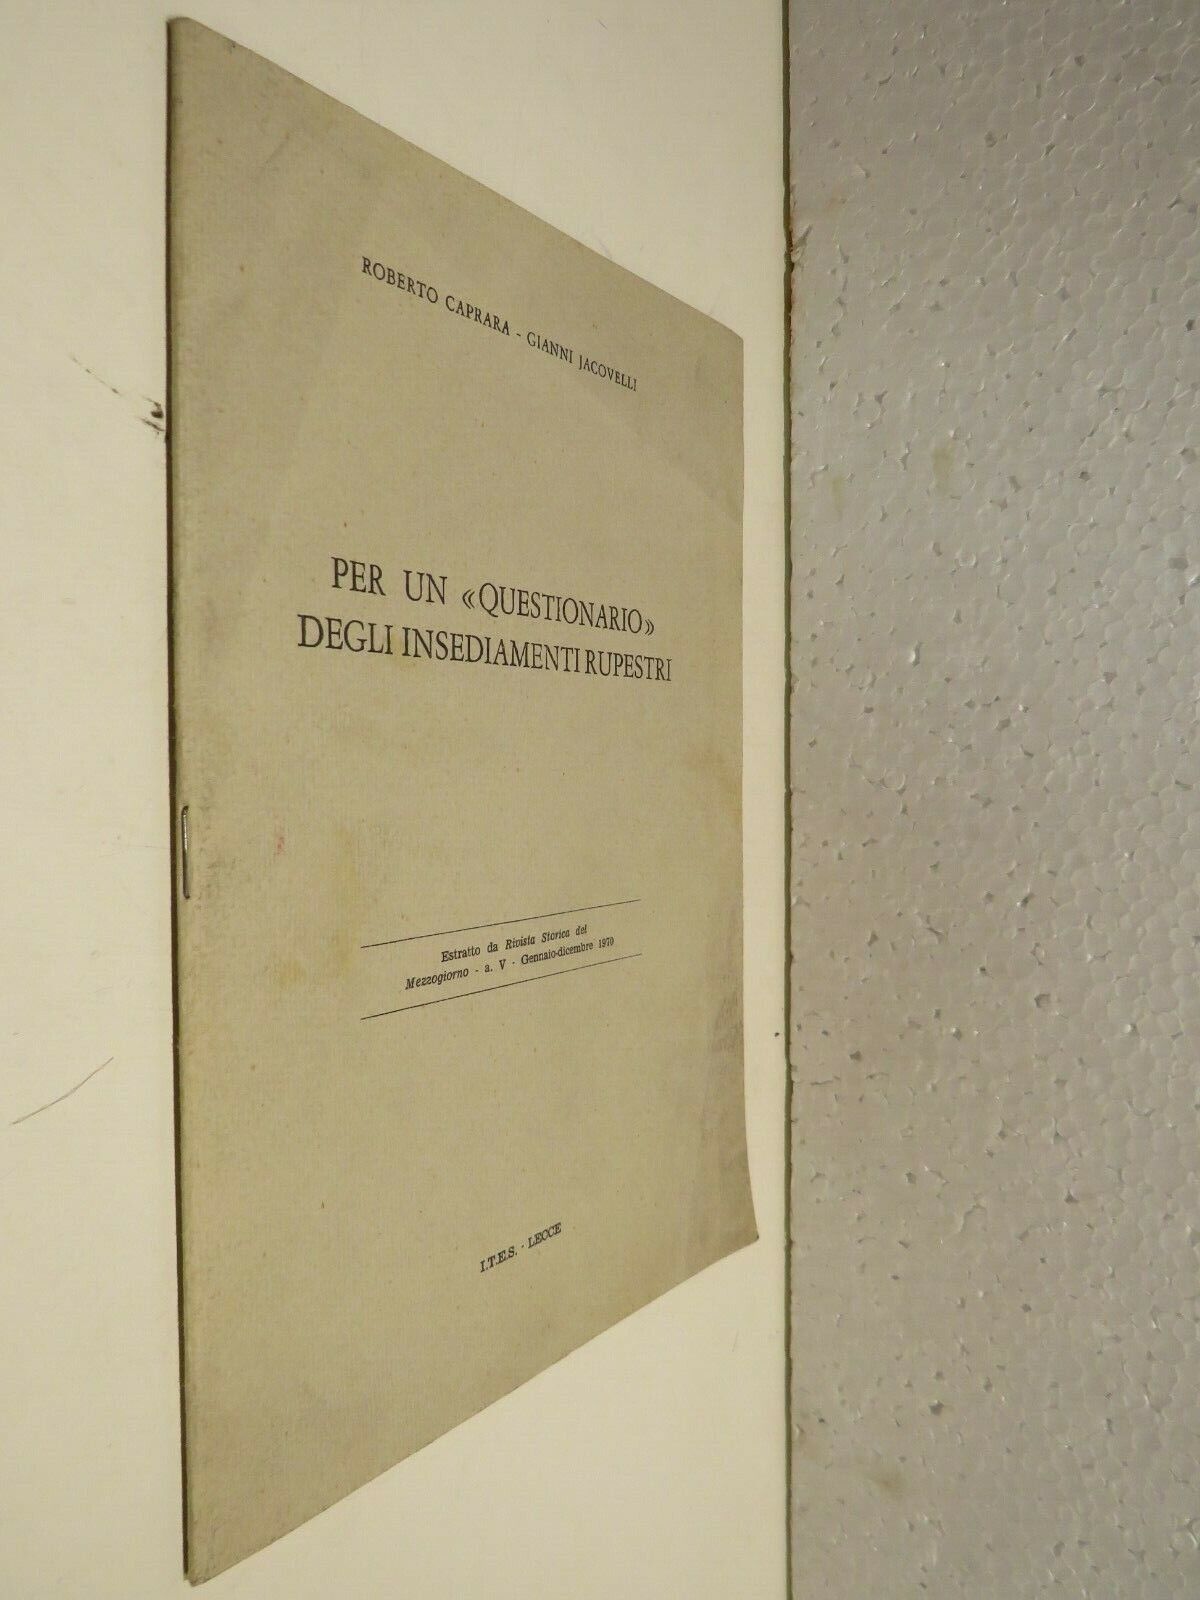 ROBERTO CAPRARA - GIANNI JACOVELLI
PER UN «QUESTIONARIO»
DEGLI INSEDIAMENTI RUPESTRI
Estratto da Rivista Storica del
Mezzogiorno - a. V - Gennaio-dicembre 1970
I.T.E.S. - LECCE